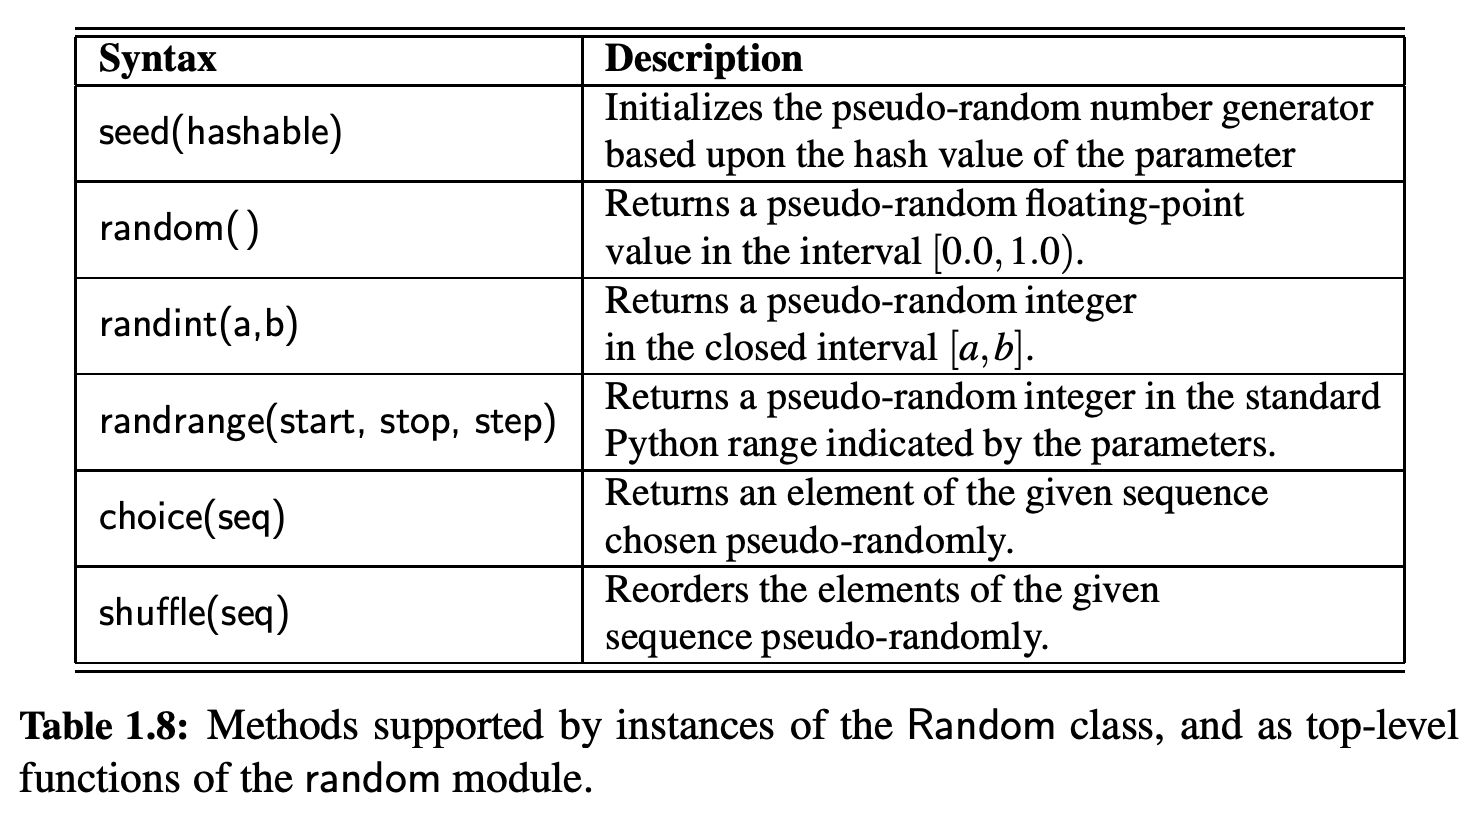 Syntax Description
seed(hashable) Initializes the pseudo-random number generator
based upon the hash value of the parameter
random() Returns a pseudo-random floating-point
value in the interval [0.0, 1.0).
randint(a,b) Returns a pseudo-random integer
in the closed interval [a,b].
randrange(start, stop, step) Returns a pseudo-random integer in the standard
Python range indicated by the parameters.
choice(seq) Returns an element of the given sequence
chosen pseudo-randomly.
shuffle(seq) Reorders the elements of the given
sequence pseudo-randomly.
Table 1.8: Methods supported by instances of the Random class, and as top-level
functions of the random module.